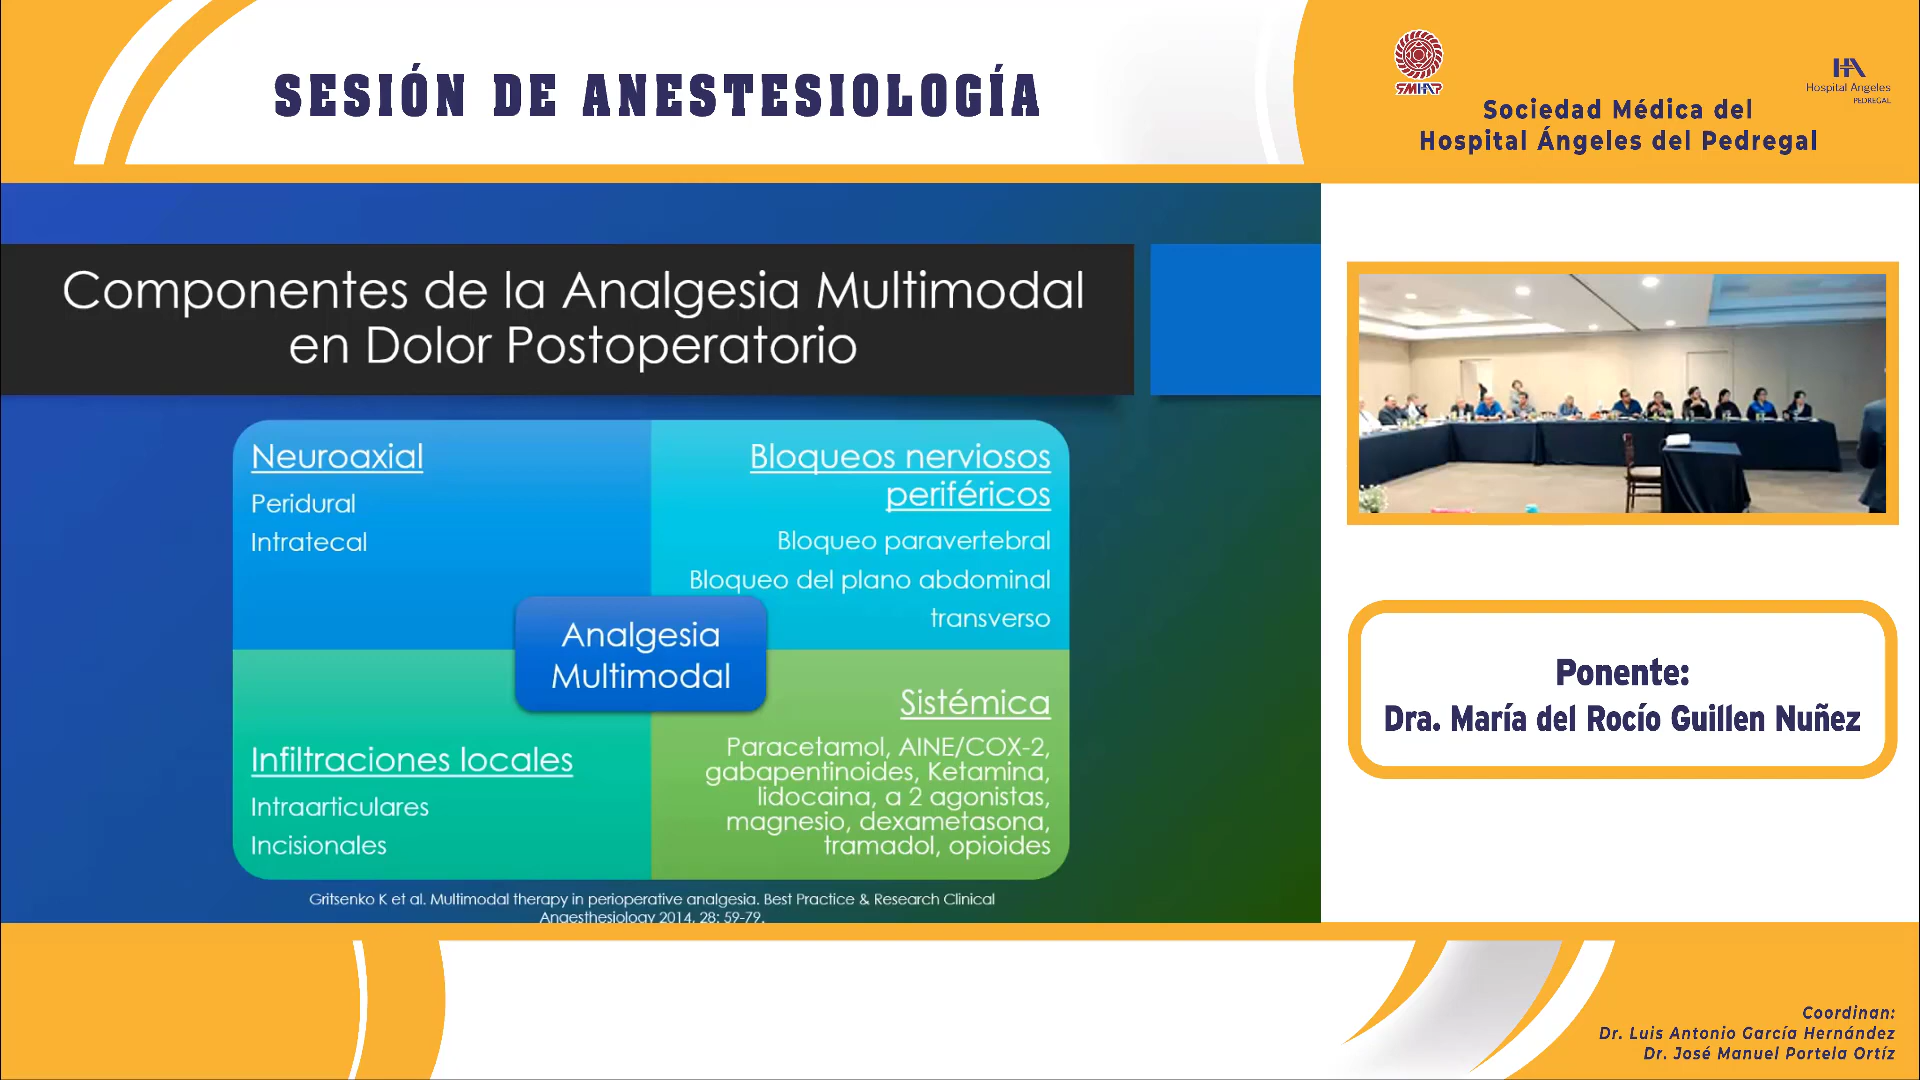 SESIÓN DE ANESTESIOLOGÍA
SMHAP
HA
Hospital Angeles
PEDREGAL
Sociedad Médica del
Hospital Ángeles del Pedregal
Componentes de la Analgesia Multimodal
en Dolor Postoperatorio
Neuroaxial
Peridural
Intratecal
Bloqueos nerviosos
periféricos
Bloqueo paravertebral
Bloqueo del plano abdominal
transverso
Analgesia
Multimodal
Infiltraciones locales
Intraarticulares
Incisionales
Sistémica
Paracetamol, AINE/COX-2,
gabapentinoides, Ketamina,
lidocaina, a 2 agonistas,
magnesio, dexametasona,
tramadol, opioides
Gritsenko K et al. Multimodal therapy in perioperative analgesia. Best Practice & Research Clinical
Anaesthesiology 2014, 28: 59-79.
Ponente:
Dra. María del Rocío Guillen Nuñez
Coordinan:
Dr. Luis Antonio García Hernández
Dr. José Manuel Portela Ortíz